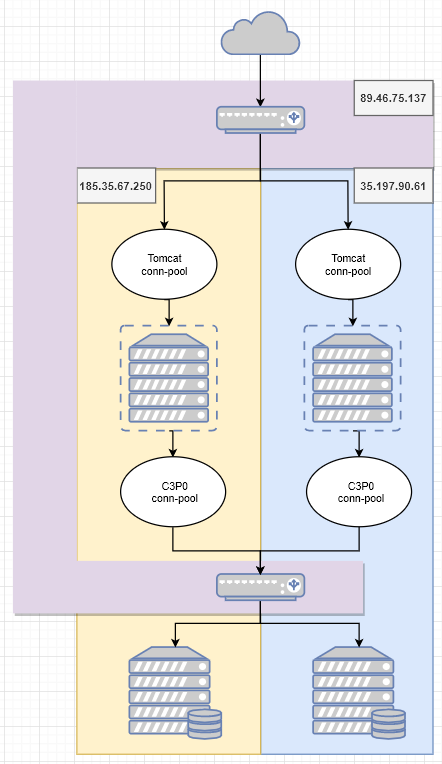 89.46.75.137
185.35.67.250
35.197.90.61
Tomcat
conn-pool
Tomcat
conn-pool
C3P0
conn-pool
C3P0
conn-pool